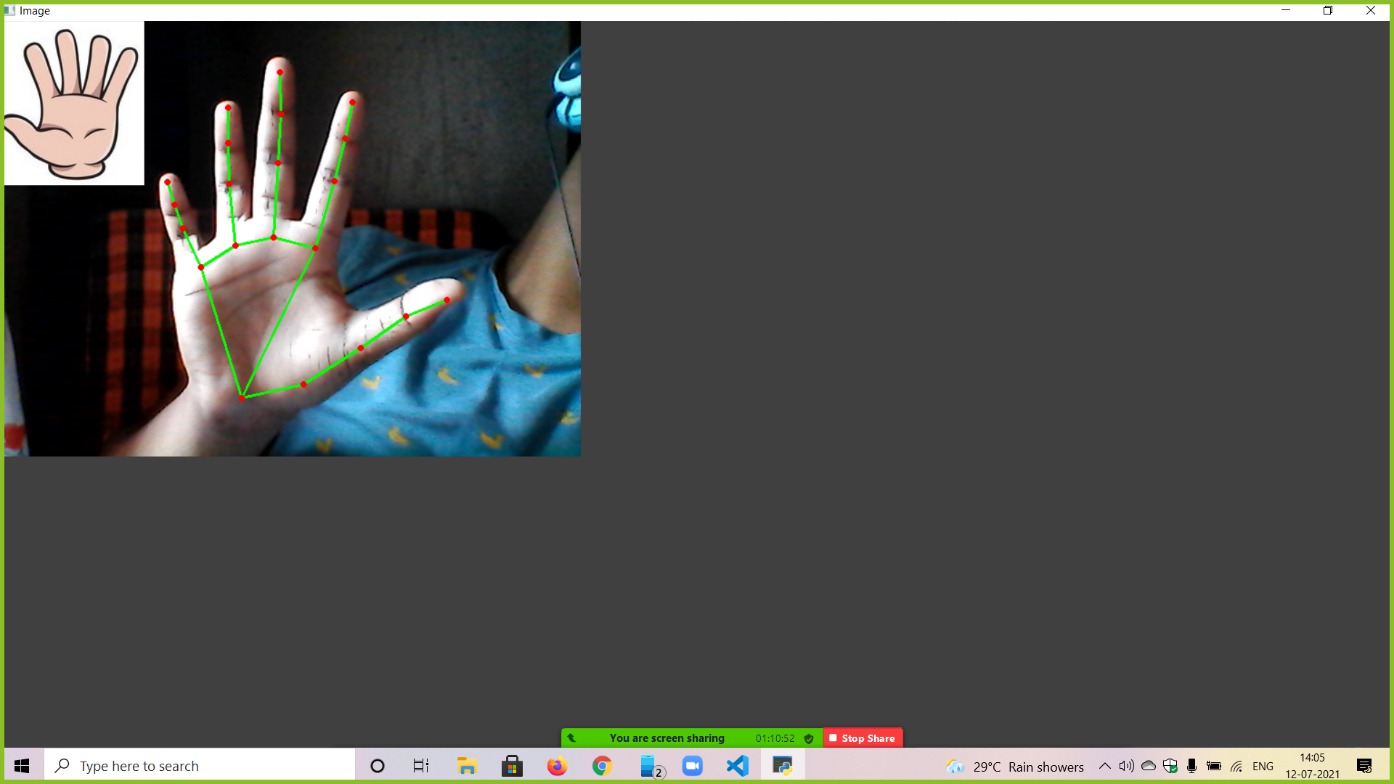 Image
You are screen sharing 01:10:52 Stop Share
Type here to search
2
29°C Rain showers
ENG
14:05
12-07-2021